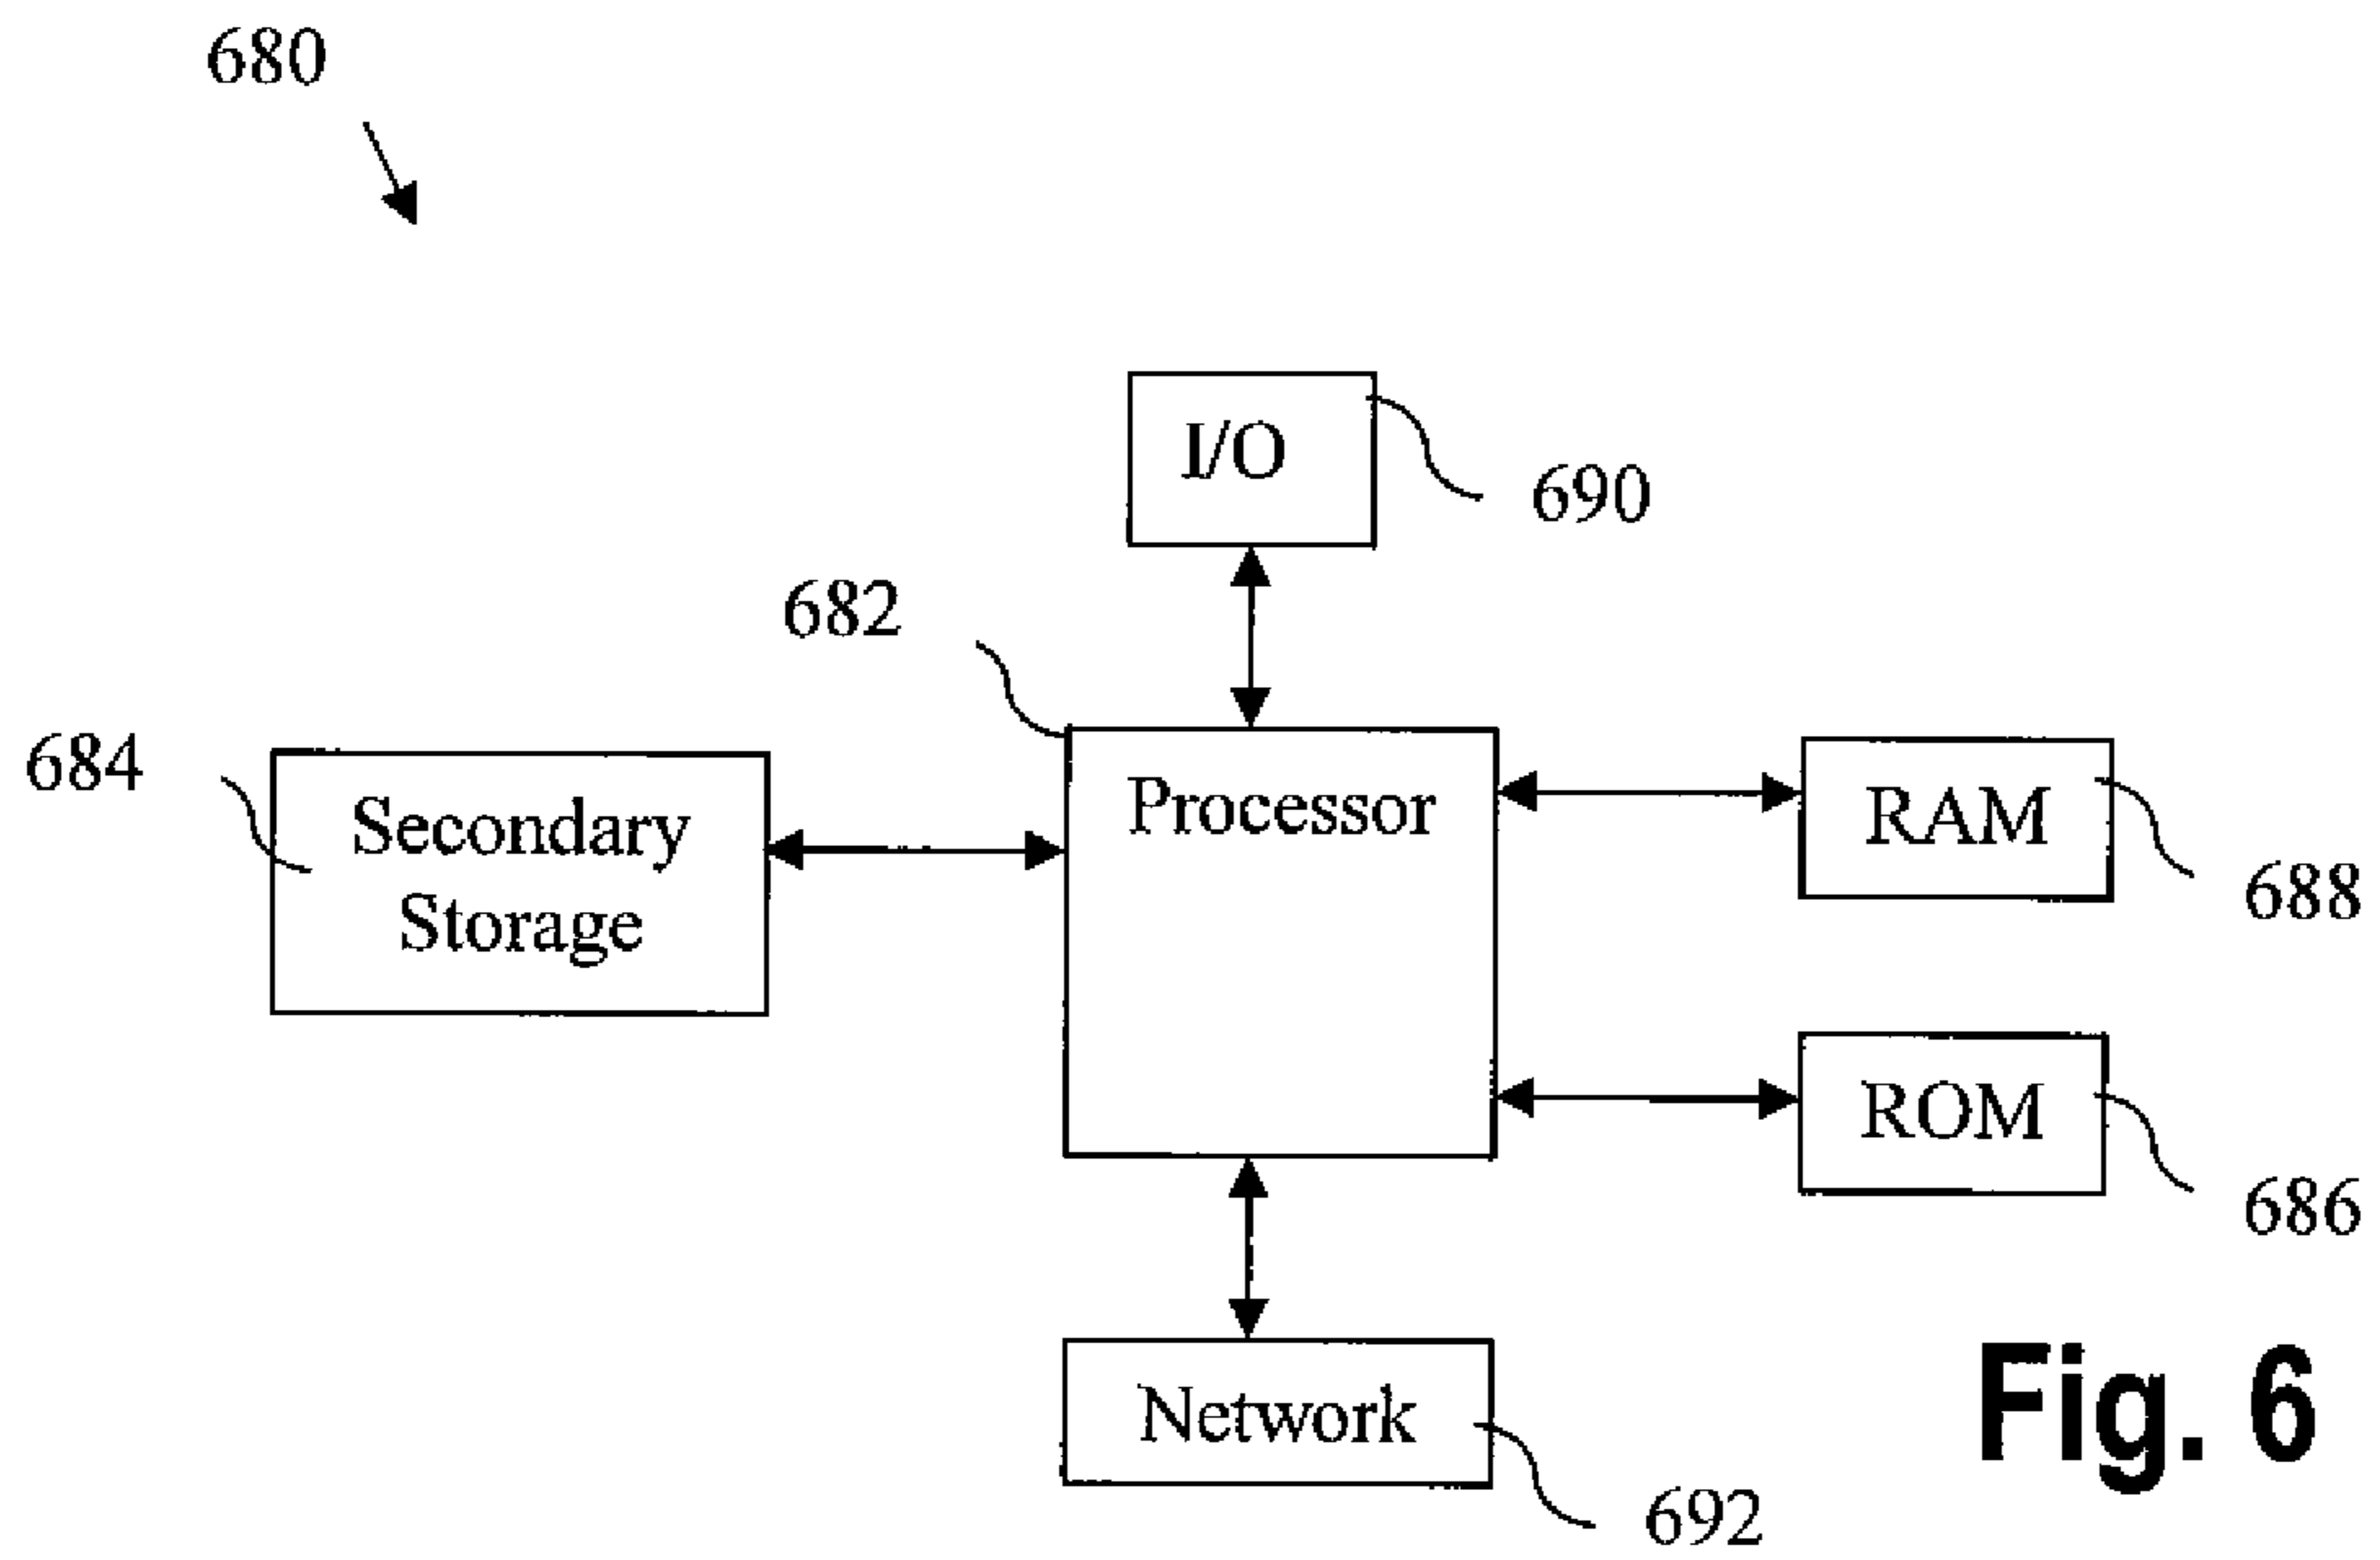 680
I/O
690
682
684
Secondary
Storage
Processor
RAM
688
ROM
686
Network
692
Fig. 6